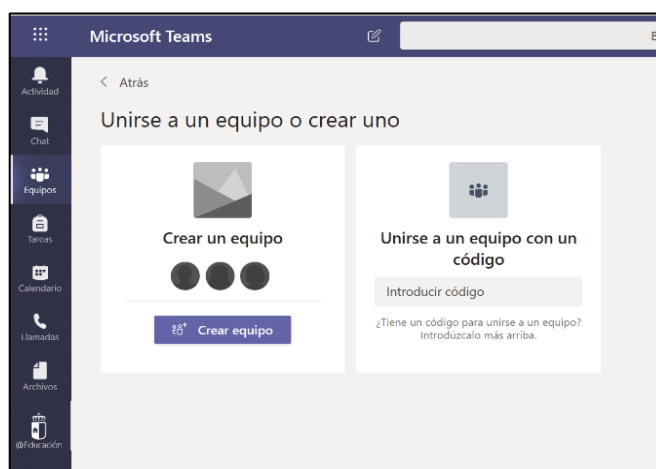 Microsoft Teams
Actividad
Chat
Equipos
Tareas
Calendario
Llamadas
Archivos
@Educación
Atrás
Unirse a un equipo o crear uno
Crear un equipo
Crear equipo
Unirse a un equipo con un
código
Introducir código
¿Tiene un código para unirse a un equipo?
Introdúzcalo más arriba.